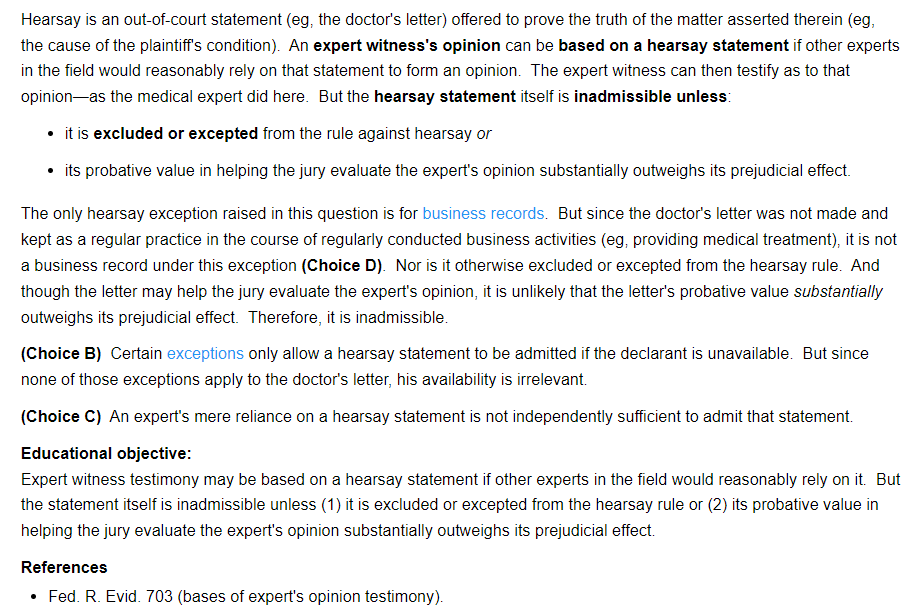 Hearsay is an out-of-court statement (eg, the doctor's letter) offered to prove the truth of the matter asserted therein (eg,
the cause of the plaintiff's condition).  An expert witness's opinion can be based on a hearsay statement if other experts
in the field would reasonably rely on that statement to form an opinion.  The expert witness can then testify as to that
opinion—as the medical expert did here.  But the hearsay statement itself is inadmissible unless:
• it is excluded or excepted from the rule against hearsay or
• its probative value in helping the jury evaluate the expert's opinion substantially outweighs its prejudicial effect.
The only hearsay exception raised in this question is for business records.  But since the doctor's letter was not made and
kept as a regular practice in the course of regularly conducted business activities (eg, providing medical treatment), it is not
a business record under this exception (Choice D).  Nor is it otherwise excluded or excepted from the hearsay rule.  And
though the letter may help the jury evaluate the expert's opinion, it is unlikely that the letter's probative value substantially
outweighs its prejudicial effect.  Therefore, it is inadmissible.
(Choice B)  Certain exceptions only allow a hearsay statement to be admitted if the declarant is unavailable.  But since
none of those exceptions apply to the doctor's letter, his availability is irrelevant.
(Choice C)  An expert's mere reliance on a hearsay statement is not independently sufficient to admit that statement.
Educational objective:
Expert witness testimony may be based on a hearsay statement if other experts in the field would reasonably rely on it.  But
the statement itself is inadmissible unless (1) it is excluded or excepted from the hearsay rule or (2) its probative value in
helping the jury evaluate the expert's opinion substantially outweighs its prejudicial effect.
References
• Fed. R. Evid. 703 (bases of expert's opinion testimony).